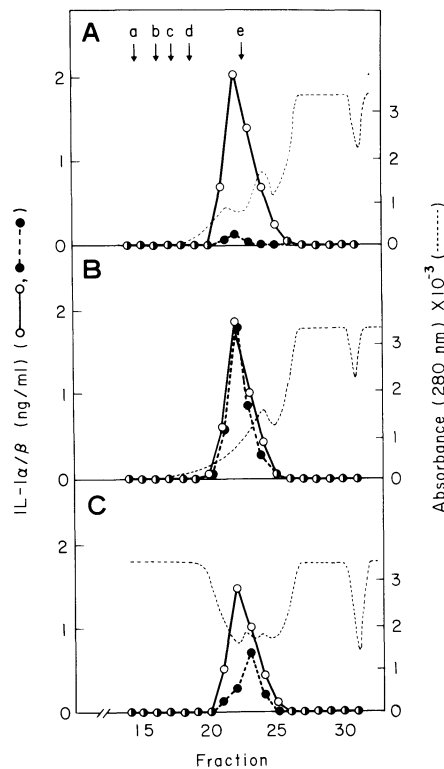 A
a b c d e
2
1
0
3
2
1
0
B
2
1
0
3
2
1
0
C
2
1
0
3
2
1
0
15 20 25 30
Fraction
IL-Iα/β (ng/ml) (○—○, ●---●)
Absorbance (280 nm) X10⁻³ (------)